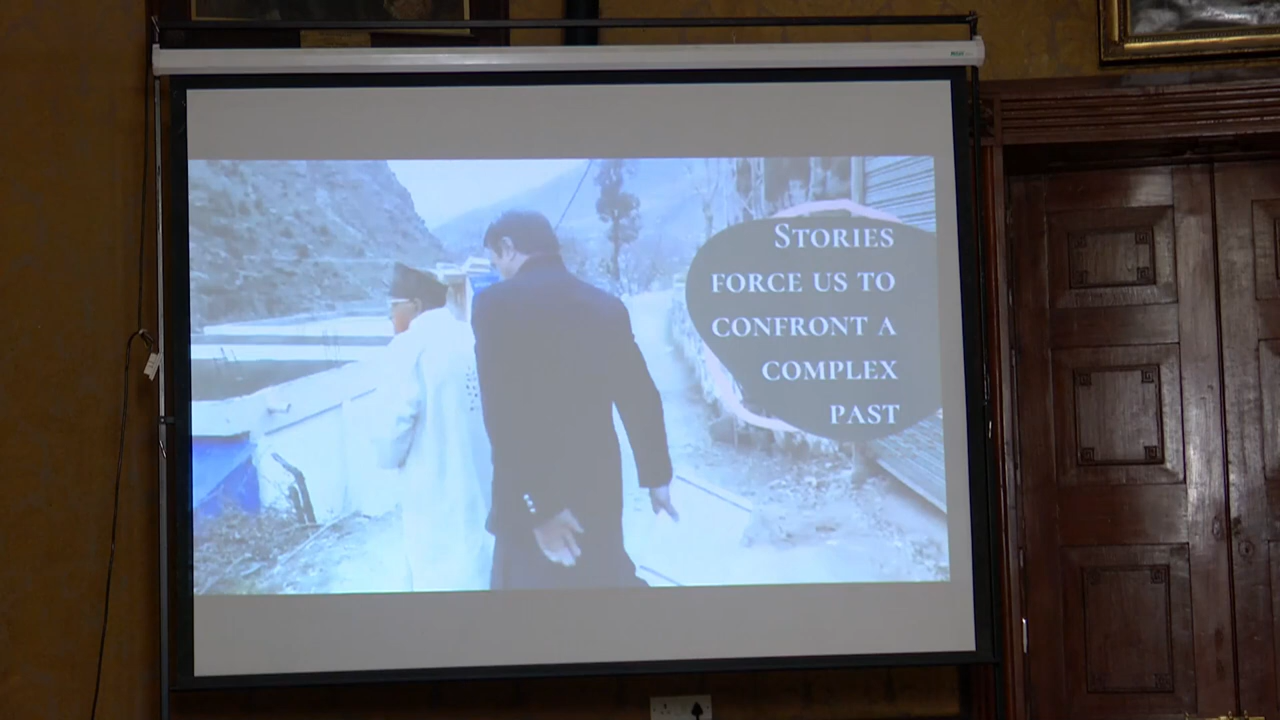 Stories
force us to
confront a
complex
past